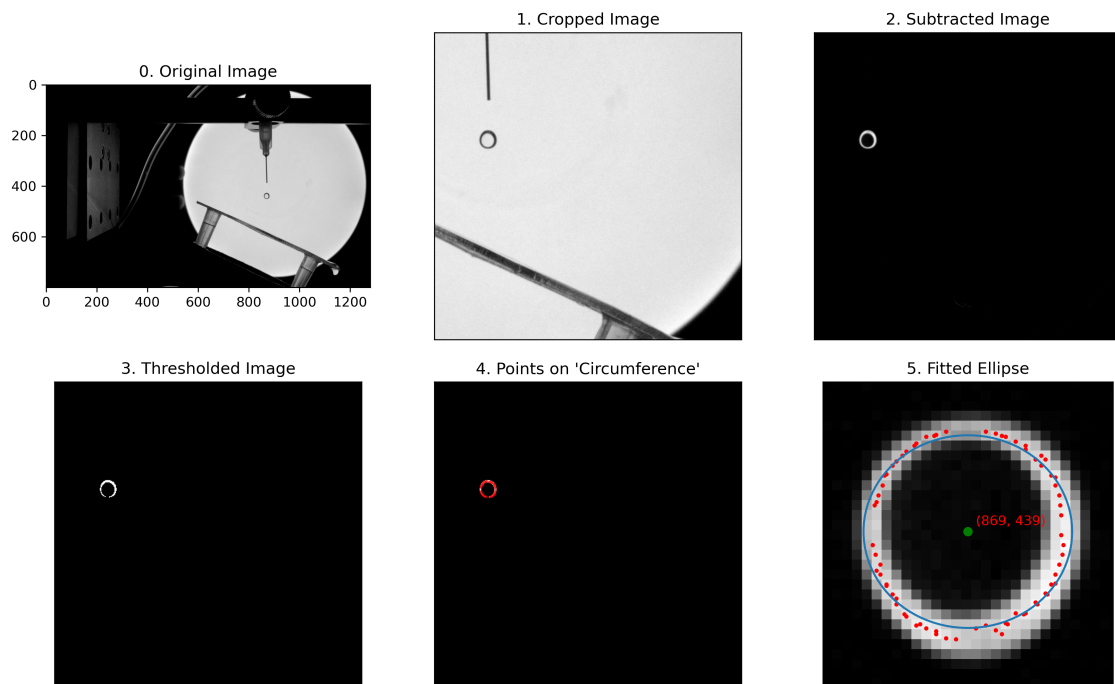 0. Original Image
0
200
400
600
0
200
400
600
800
1000
1200
1. Cropped Image
2. Subtracted Image
3. Thresholded Image
4. Points on 'Circumference'
5. Fitted Ellipse
(869, 439)